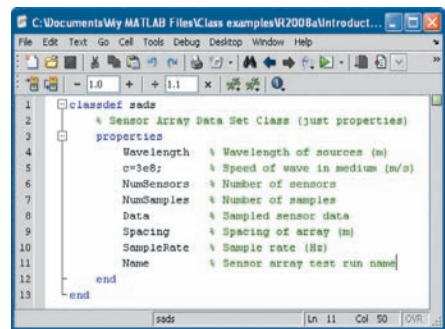 C:\Documents\My MATLAB Files\Class examples\R2008a\Introduct...
File Edit Text Go Cell Tools Debug Desktop Window Help
- 1.0 + ÷ 1.1 ×
1 classdef sads
2 % Sensor Array Data Set Class (just properties)
3 properties
4 Wavelength % Wavelength of sources (m)
5 c=3e8; % Speed of wave in medium (m/s)
6 NumSensors % Number of sensors
7 NumSamples % Number of samples
8 Data % Sampled sensor data
9 Spacing % Spacing of array (m)
10 SampleRate % Sample rate (Hz)
11 Name % Sensor array test run name
12 end
13 end
sads Ln 11 Col 50 OVR